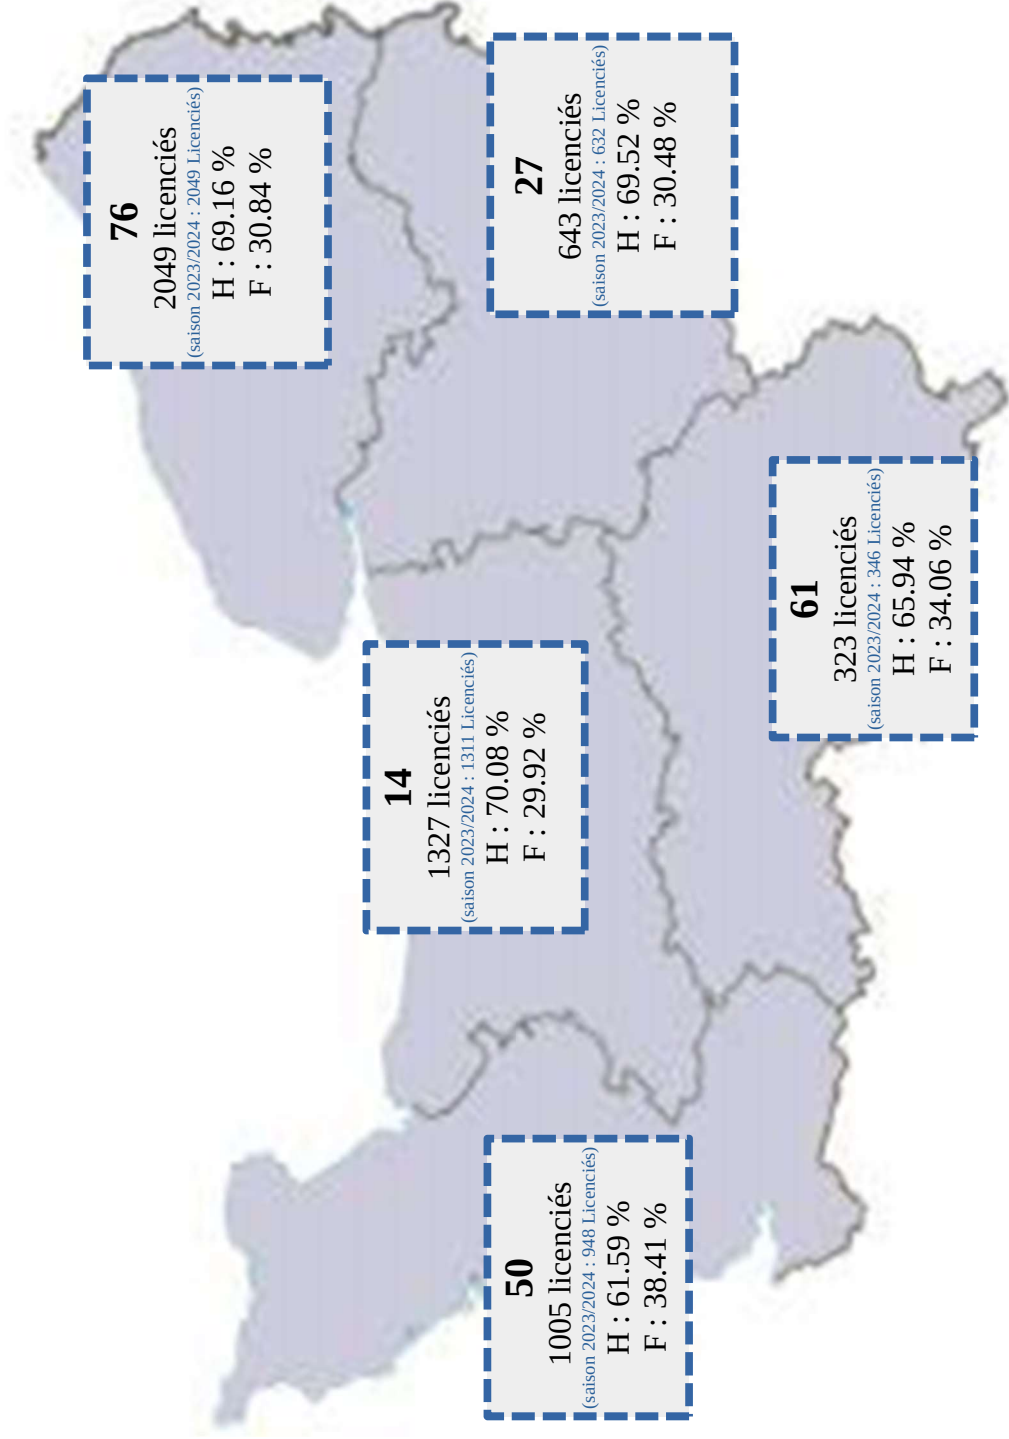 76
2049 licenciés
(saison 2023/2024 : 2049 Licenciés)
H : 69.16 %
F : 30.84 %
27
643 licenciés
(saison 2023/2024 : 632 Licenciés)
H : 69.52 %
F : 30.48 %
14
1327 licenciés
(saison 2023/2024 : 1311 Licenciés)
H : 70.08 %
F : 29.92 %
50
1005 licenciés
(saison 2023/2024 : 948 Licenciés)
H : 61.59 %
F : 38.41 %
61
323 licenciés
(saison 2023/2024 : 346 Licenciés)
H : 65.94 %
F : 34.06 %